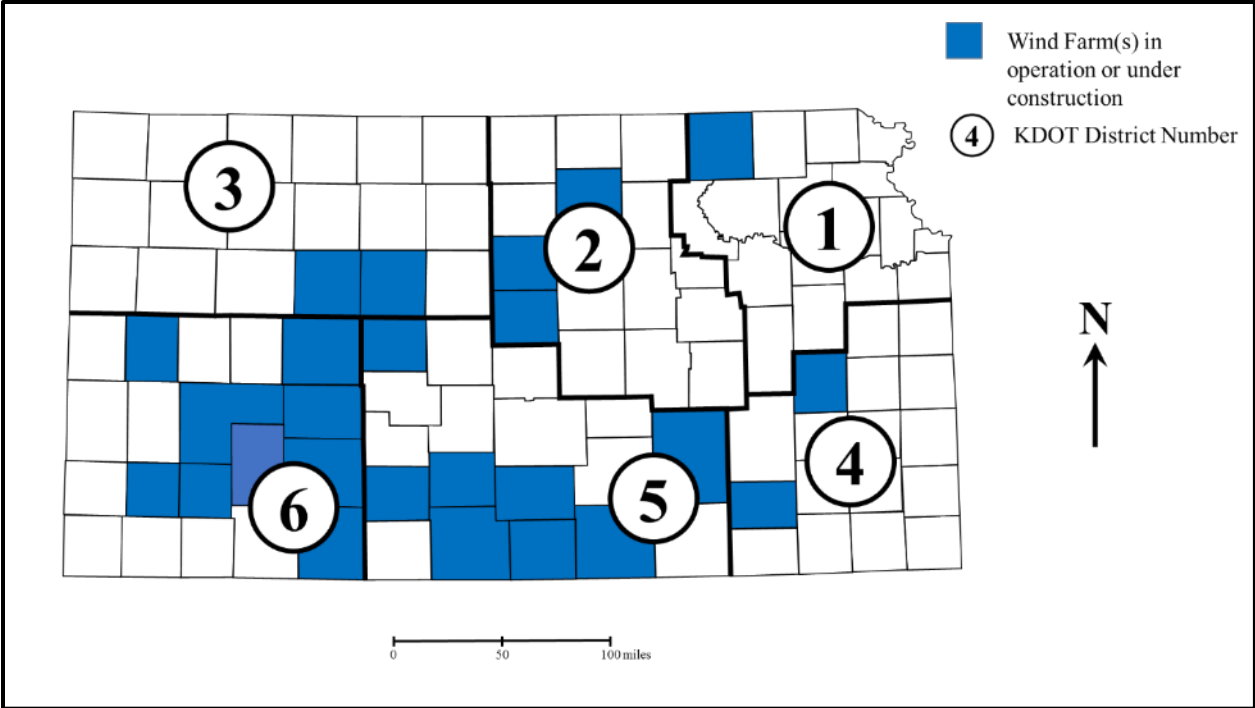 Wind Farm(s) in
operation or under
construction
4 KDOT District Number
3
2
1
N
4
5
6
0 50 100 miles